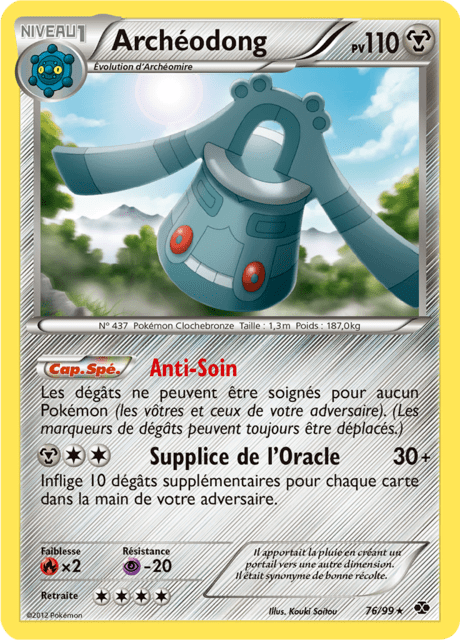 NIVEAU 1
Archéodong
PV110
Évolution d'Archéomire
N° 437 Pokémon Clochebronze Taille : 1,3m Poids : 187,0kg
Cap. Spé. Anti-Soin
Les dégâts ne peuvent être soignés pour aucun
Pokémon (les vôtres et ceux de votre adversaire). (Les
marqueurs de dégâts peuvent toujours être déplacés.)
Supplice de l'Oracle 30+
Inflige 10 dégâts supplémentaires pour chaque carte
dans la main de votre adversaire.
Faiblesse
×2
Résistance
-20
Retraite
Il apportait la pluie en créant un
portail vers une autre dimension.
Il était synonyme de bonne récolte.
©2012 Pokémon
Illus. Kouki Saitou
76/99 ★